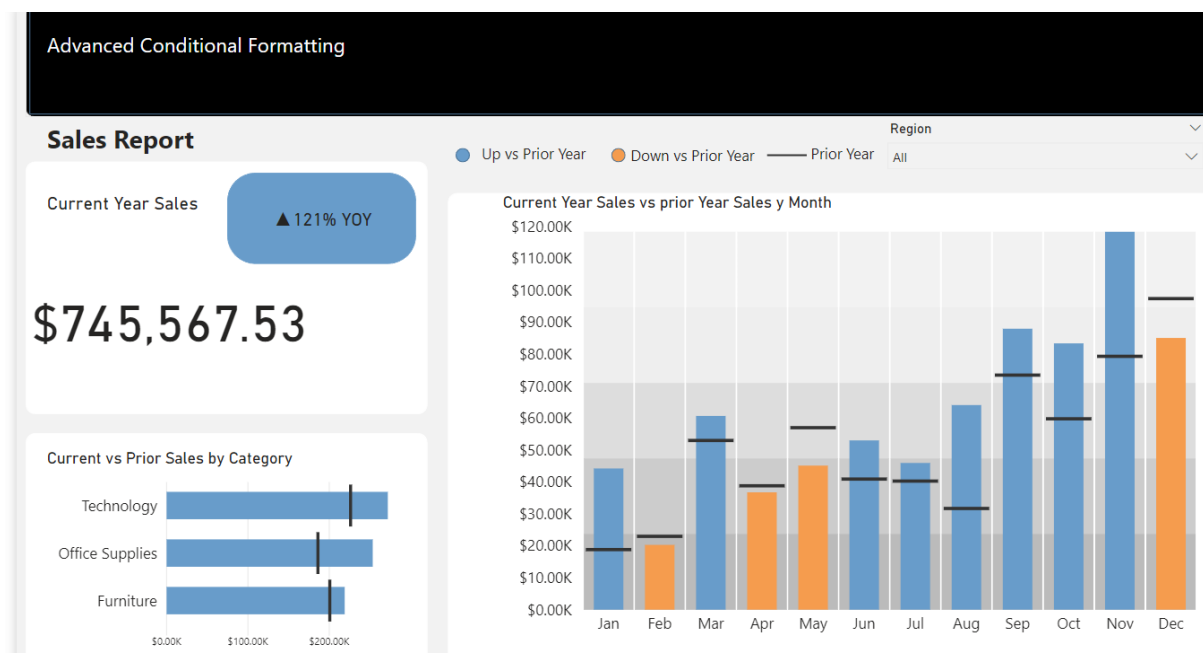 Advanced Conditional Formatting
Sales Report
Region
Up vs Prior Year Down vs Prior Year Prior Year
All
Current Year Sales
▲ 121% YOY
$745,567.53
Current Year Sales vs prior Year Sales y Month
$120.00K
$110.00K
$100.00K
$90.00K
$80.00K
$70.00K
$60.00K
$50.00K
$40.00K
$30.00K
$20.00K
$10.00K
$0.00K
Jan Feb Mar Apr May Jun Jul Aug Sep Oct Nov Dec
Current vs Prior Sales by Category
Technology
Office Supplies
Furniture
$0.00K $100.00K $200.00K